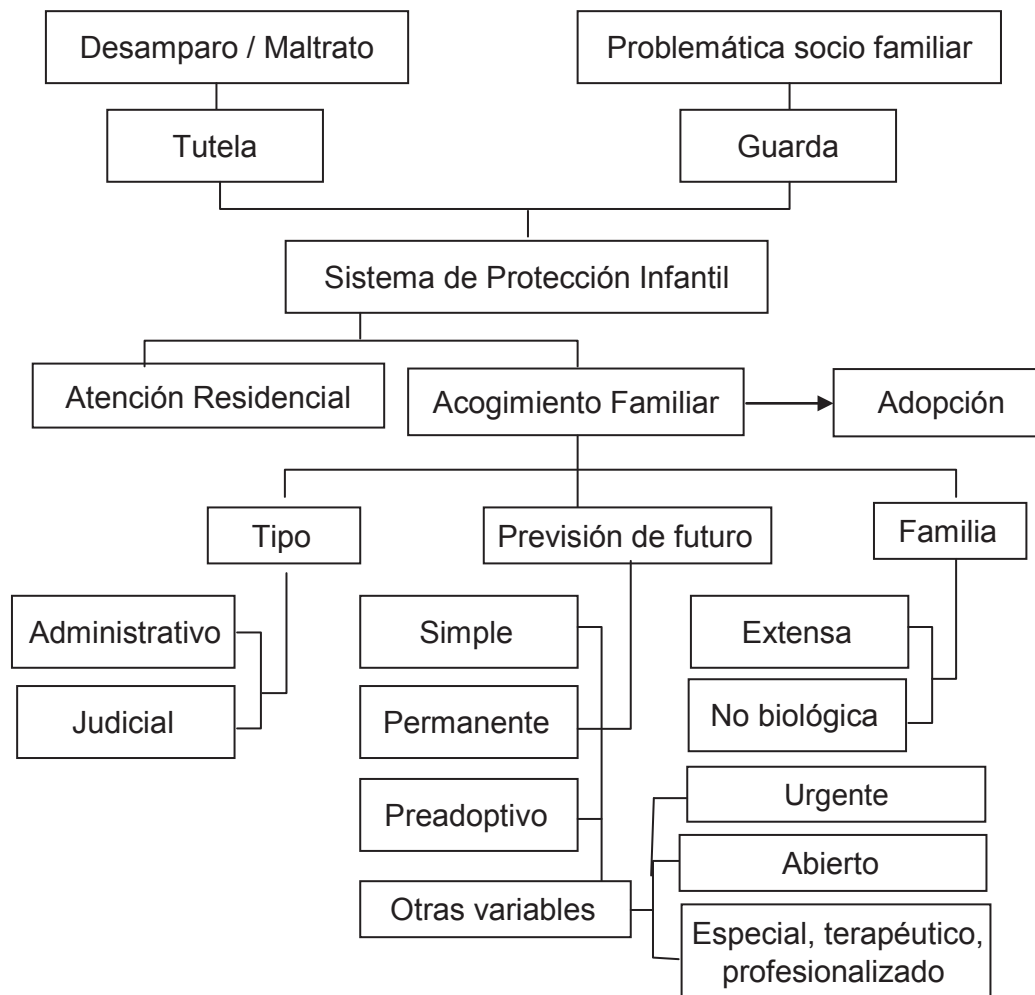 Desamparo / Maltrato
Problemática socio familiar
Tutela
Guarda
Sistema de Protección Infantil
Atención Residencial
Acogimiento Familiar
Adopción
Tipo
Previsión de futuro
Familia
Administrativo
Simple
Extensa
Judicial
Permanente
No biológica
Preadoptivo
Urgente
Abierto
Otras variables
Especial, terapéutico,
profesionalizado